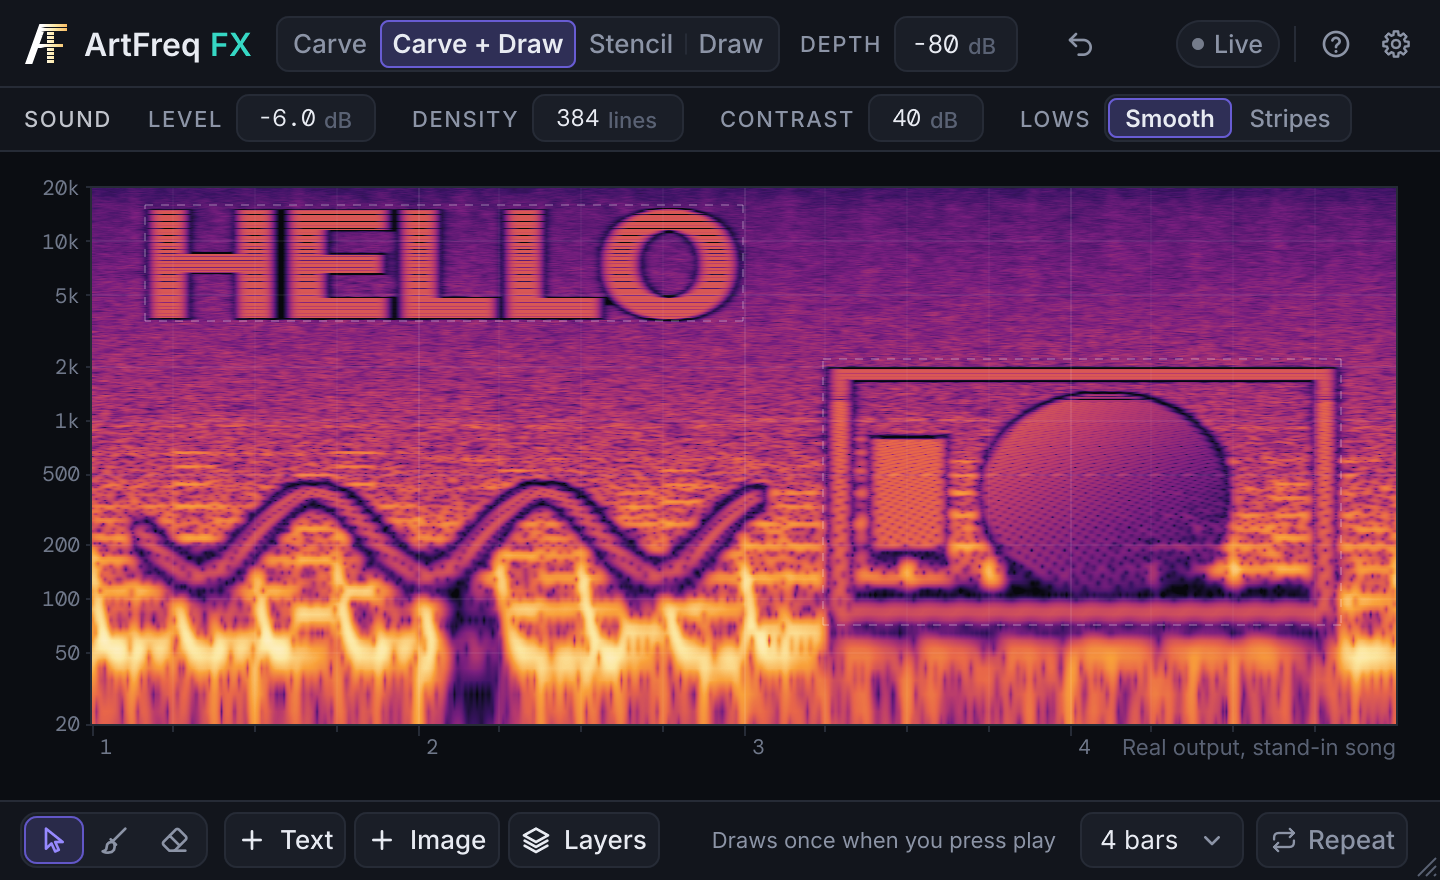 ArtFreq FX Carve Carve + Draw Stencil Draw DEPTH -80 dB Live
SOUND LEVEL -6.0 dB DENSITY 384 lines CONTRAST 40 dB LOWS Smooth Stripes
20k
10k
5k
2k
1k
500
200
100
50
20
HELLO
1 2 3 4 Real output, stand-in song
+ Text + Image Layers Draws once when you press play 4 bars Repeat